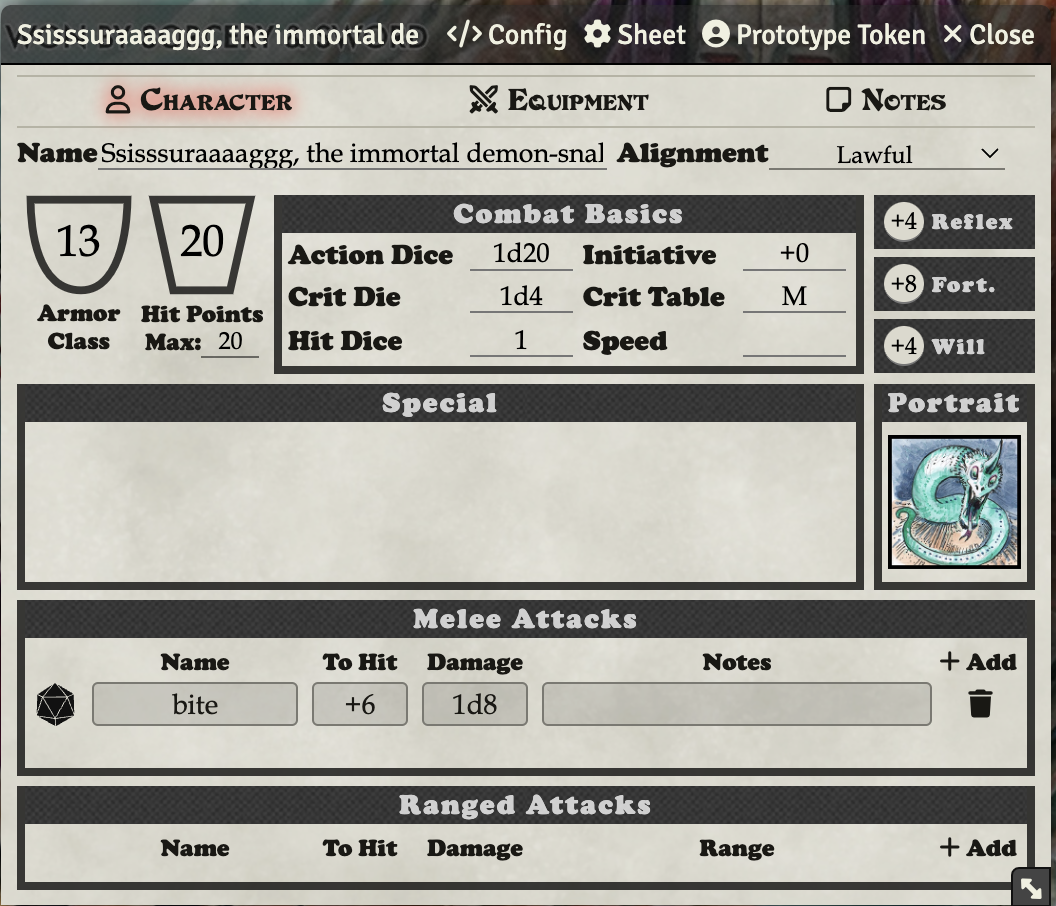 Ssisssuraaaaggg, the immortal de </> Config Sheet Prototype Token Close
Character Equipment Notes
Name Ssisssuraaaaggg, the immortal demon-snal Alignment Lawful
13 20 Combat Basics +4 Reflex
Action Dice 1d20 Initiative +0
Crit Die 1d4 Crit Table M +8 Fort.
Armor Class Hit Points Max: 20 Hit Dice 1 Speed +4 Will
Special Portrait
Melee Attacks
Name To Hit Damage Notes + Add
bite +6 1d8
Ranged Attacks
Name To Hit Damage Range + Add